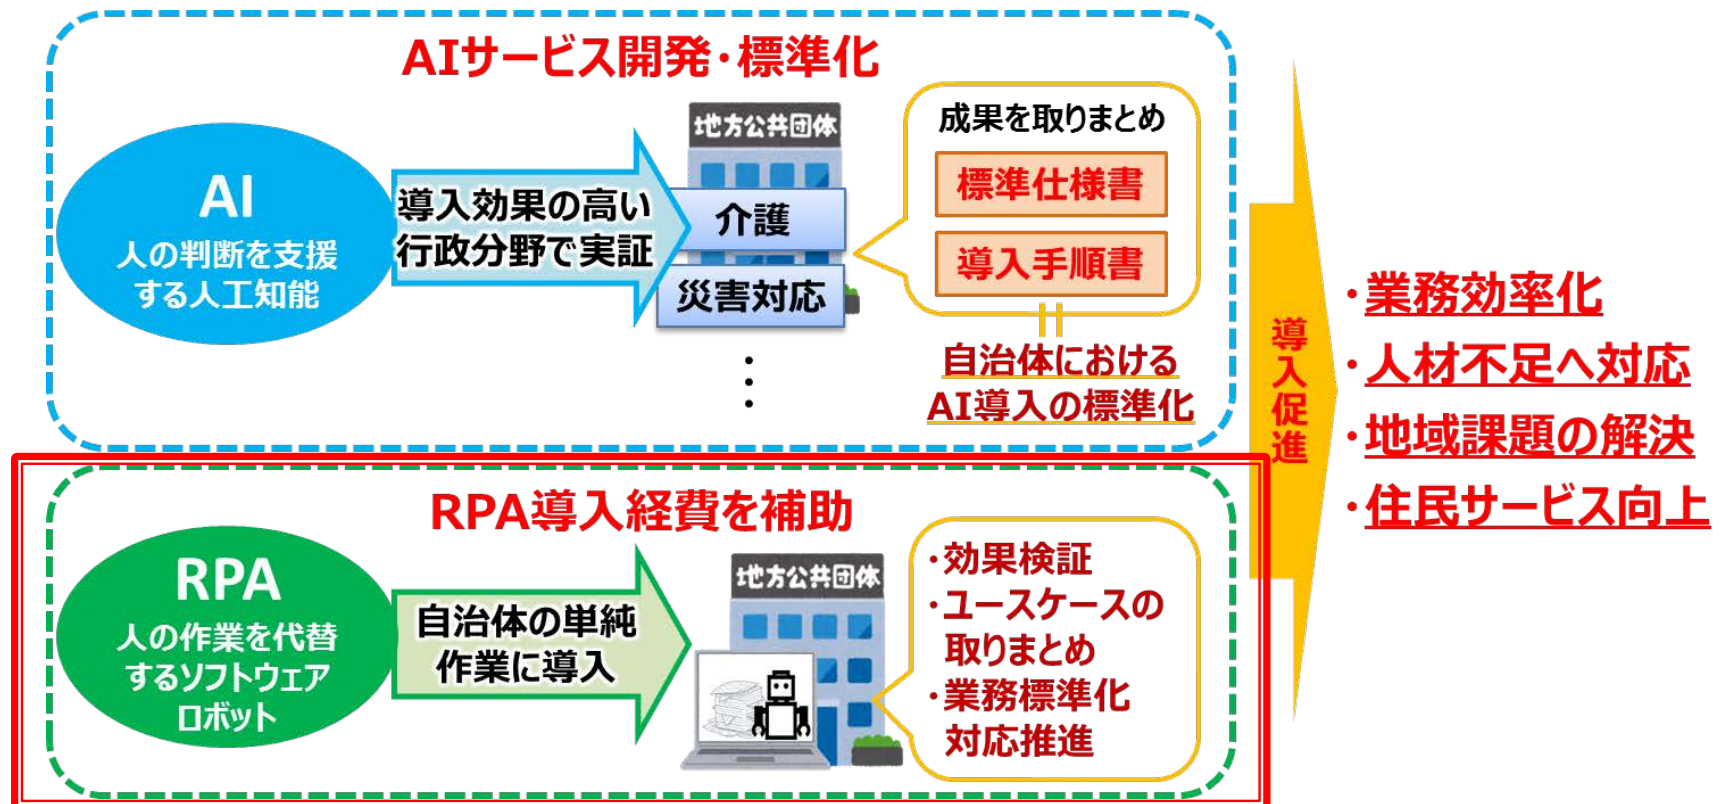 AIサービス開発・標準化
AI
人の判断を支援
する人工知能
導入効果の高い
行政分野で実証
地方公共団体
介護
災害対応
成果を取りまとめ
標準仕様書
導入手順書
自治体における
AI導入の標準化
RPA導入経費を補助
RPA
人の作業を代替
するソフトウェア
ロボット
自治体の単純
作業に導入
地方公共団体
・効果検証
・ユースケースの
取りまとめ
・業務標準化
対応推進
導入促進
・業務効率化
・人材不足へ対応
・地域課題の解決
・住民サービス向上